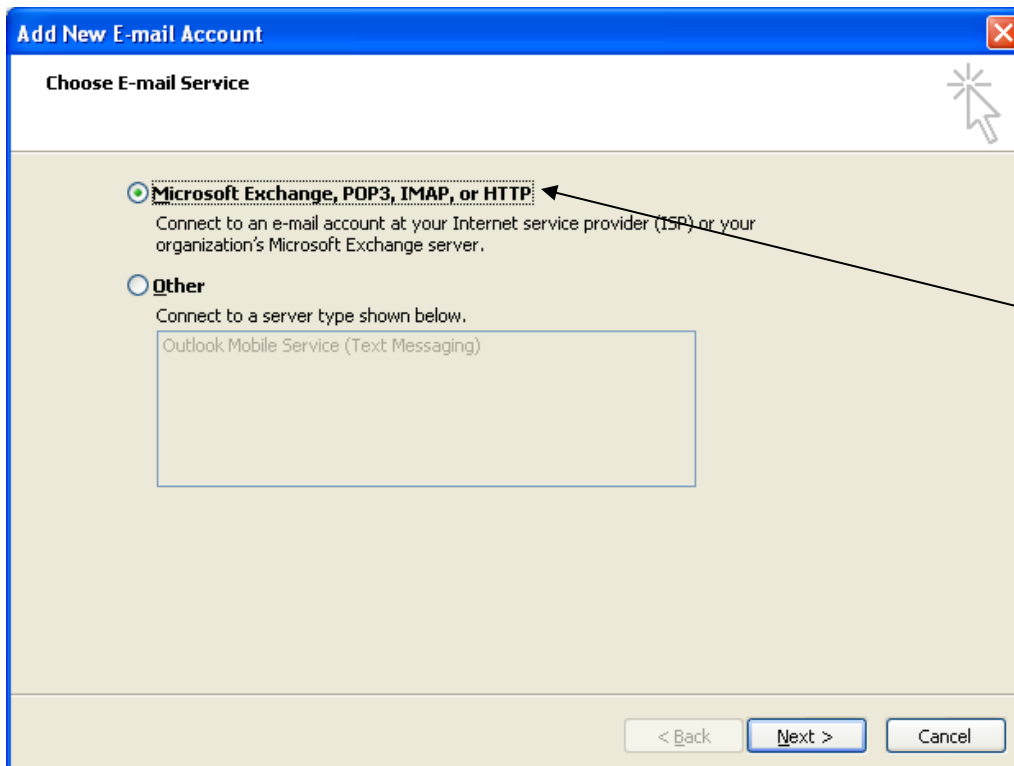 Add New E-mail Account
Choose E-mail Service
Microsoft Exchange, POP3, IMAP, or HTTP
Connect to an e-mail account at your Internet service provider (ISP) or your
organization's Microsoft Exchange server.
Other
Connect to a server type shown below.
Outlook Mobile Service (Text Messaging)
< Back Next > Cancel